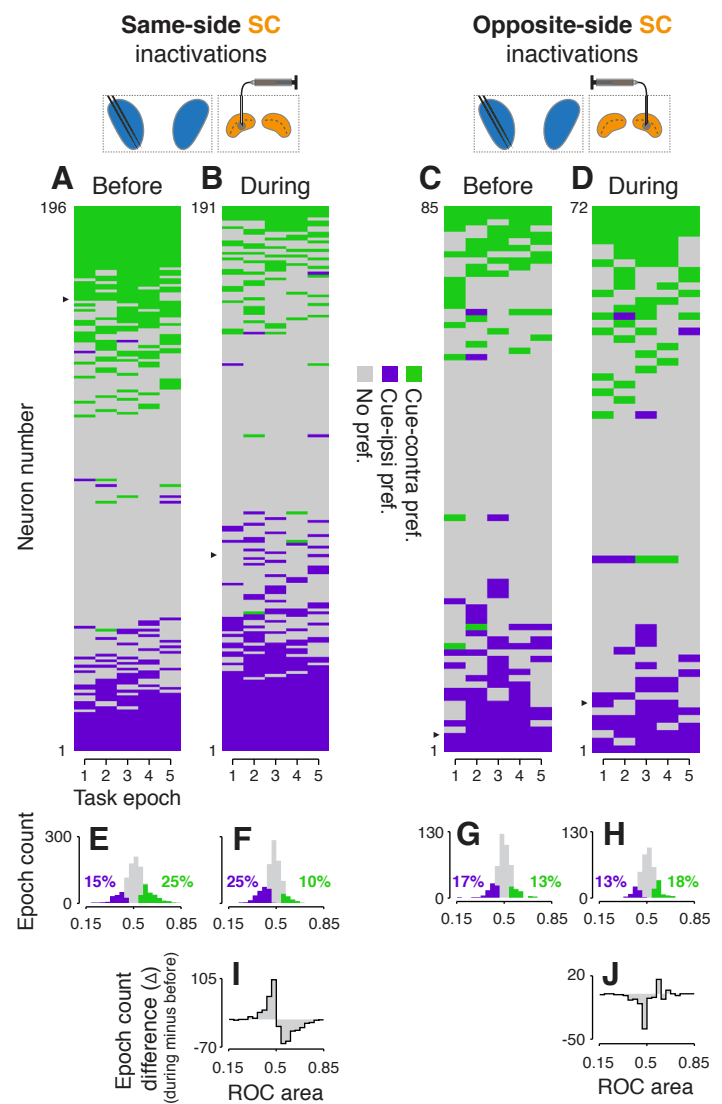 Same-side SC
inactivations
Opposite-side SC
inactivations
A Before
B During
C Before
D During
196
191
85
72
Neuron number
Cue-contra pref.
Cue-ipsi pref.
No pref.
1
1
1
1
1 2 3 4 5
1 2 3 4 5
1 2 3 4 5
1 2 3 4 5
Task epoch
Epoch count
E
300
0
15%
25%
0.15 0.5 0.85
F
25%
10%
0.15 0.5 0.85
G
130
0
17%
13%
0.15 0.5 0.85
H
130
0
13%
18%
0.15 0.5 0.85
Epoch count
difference (Δ)
(during minus before)
I
105
-70
0.15 0.5 0.85
ROC area
J
20
-50
0.15 0.5 0.85
ROC area